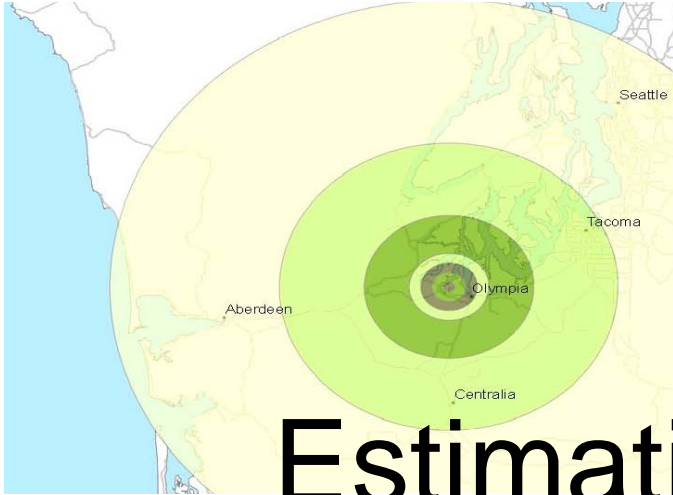 Seattle
Tacoma
Olympia
Aberdeen
Centralia
Estimati